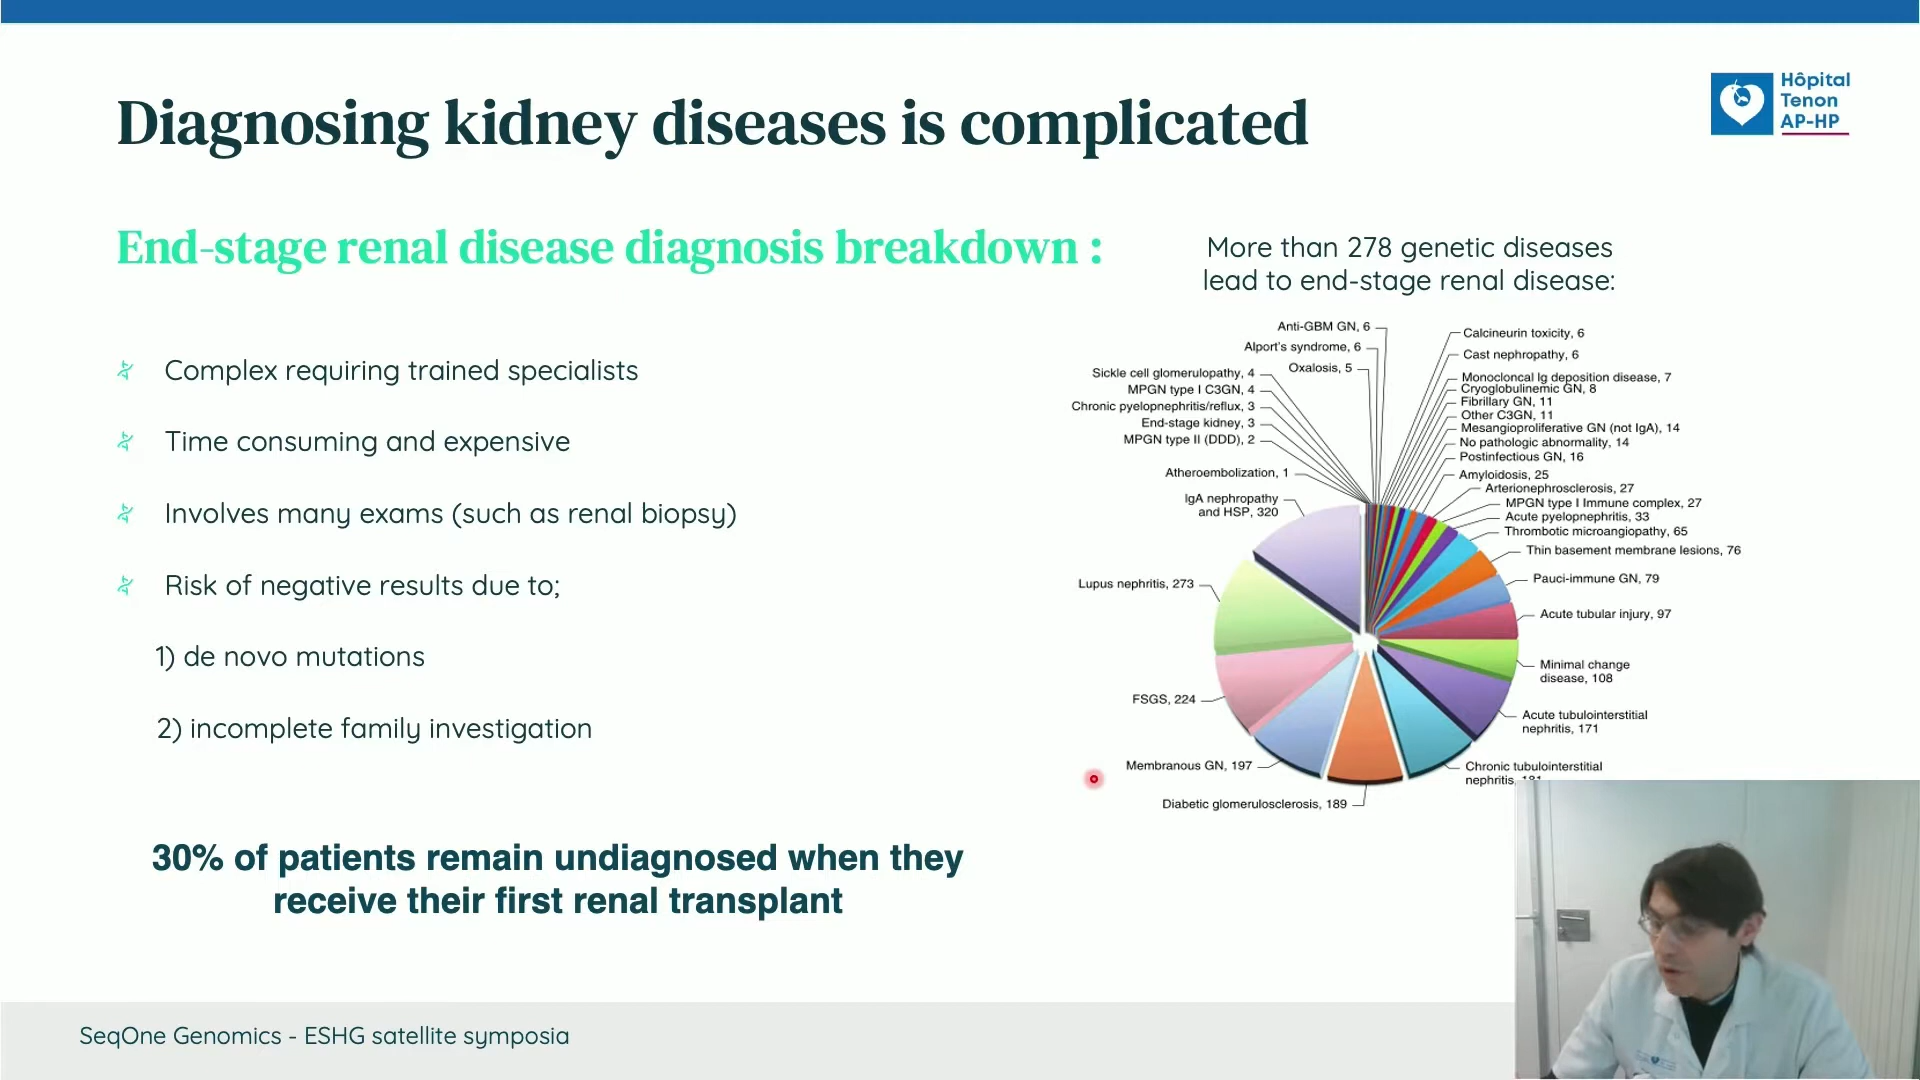 Diagnosing kidney diseases is complicated
Hôpital
Tenon
AP-HP
End-stage renal disease diagnosis breakdown :
Complex requiring trained specialists
Time consuming and expensive
Involves many exams (such as renal biopsy)
Risk of negative results due to;
1) de novo mutations
2) incomplete family investigation
30% of patients remain undiagnosed when they
receive their first renal transplant
More than 278 genetic diseases
lead to end-stage renal disease:
Anti-GBM GN, 6
Alport's syndrome, 6
Oxalosis, 5
Sickle cell glomerulopathy, 4
MPGN type I C3GN, 4
Chronic pyelopnephritis/reflux, 3
End-stage kidney, 3
MPGN type II (DDD), 2
Atheroembolization, 1
IgA nephropathy
and HSP, 320
Lupus nephritis, 273
FSGS, 224
Membranous GN, 197
Diabetic glomerulosclerosis, 189
Calcineurin toxicity, 6
Cast nephropathy, 6
Monocloncal Ig deposition disease, 7
Cryoglobulinemic GN, 8
Fibrillary GN, 11
Other C3GN, 11
Mesangioproliferative GN (not IgA), 14
No pathologic abnormality, 14
Postinfectious GN, 16
Amyloidosis, 25
Arterionephrosclerosis, 27
MPGN type I Immune complex, 27
Acute pyelopnephritis, 33
Thrombotic microangiopathy, 65
Thin basement membrane lesions, 76
Pauci-immune GN, 79
Acute tubular injury, 97
Minimal change
disease, 108
Acute tubulointerstitial
nephritis, 171
Chronic tubulointerstitial
nephritis,
SeqOne Genomics - ESHG satellite symposia